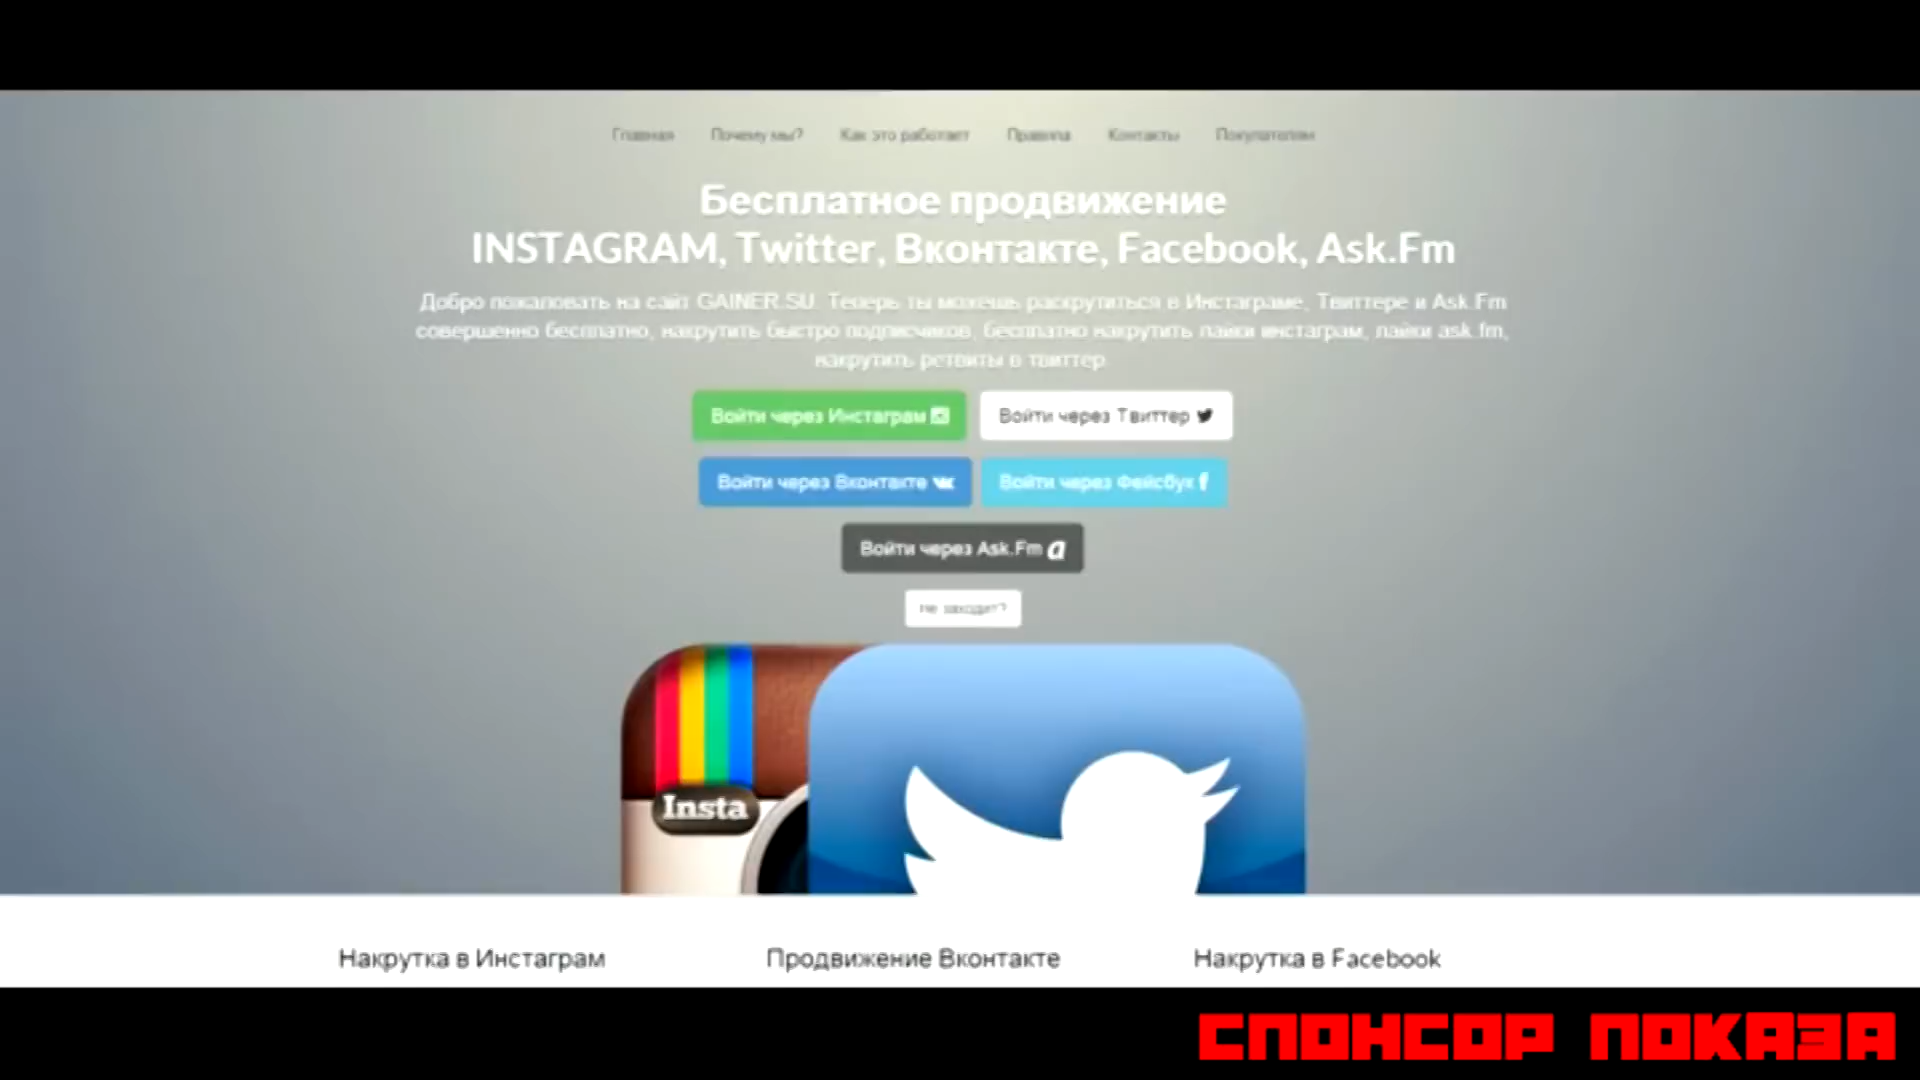 Главная Почему мы? Как это работает Правила Контакты Покупателям
Бесплатное продвижение
INSTAGRAM, Twitter, Вконтакте, Facebook, Ask.Fm
Добро пожаловать на сайт GAINER.SU. Теперь ты можешь раскрутиться в Инстаграме, Твиттере и Ask.Fm
совершенно бесплатно, накрутить быстро подписчиков, бесплатно накрутить лайки инстаграм, лайки ask.fm,
накрутить ретвиты в твиттер.
Войти через Инстаграм Войти через Твиттер
Войти через Вконтакте Войти через Фейсбук
Войти через Ask.Fm
Не заходит?
Insta
Накрутка в Инстаграм Продвижение Вконтакте Накрутка в Facebook
СПОНСОР ПОКАЗА